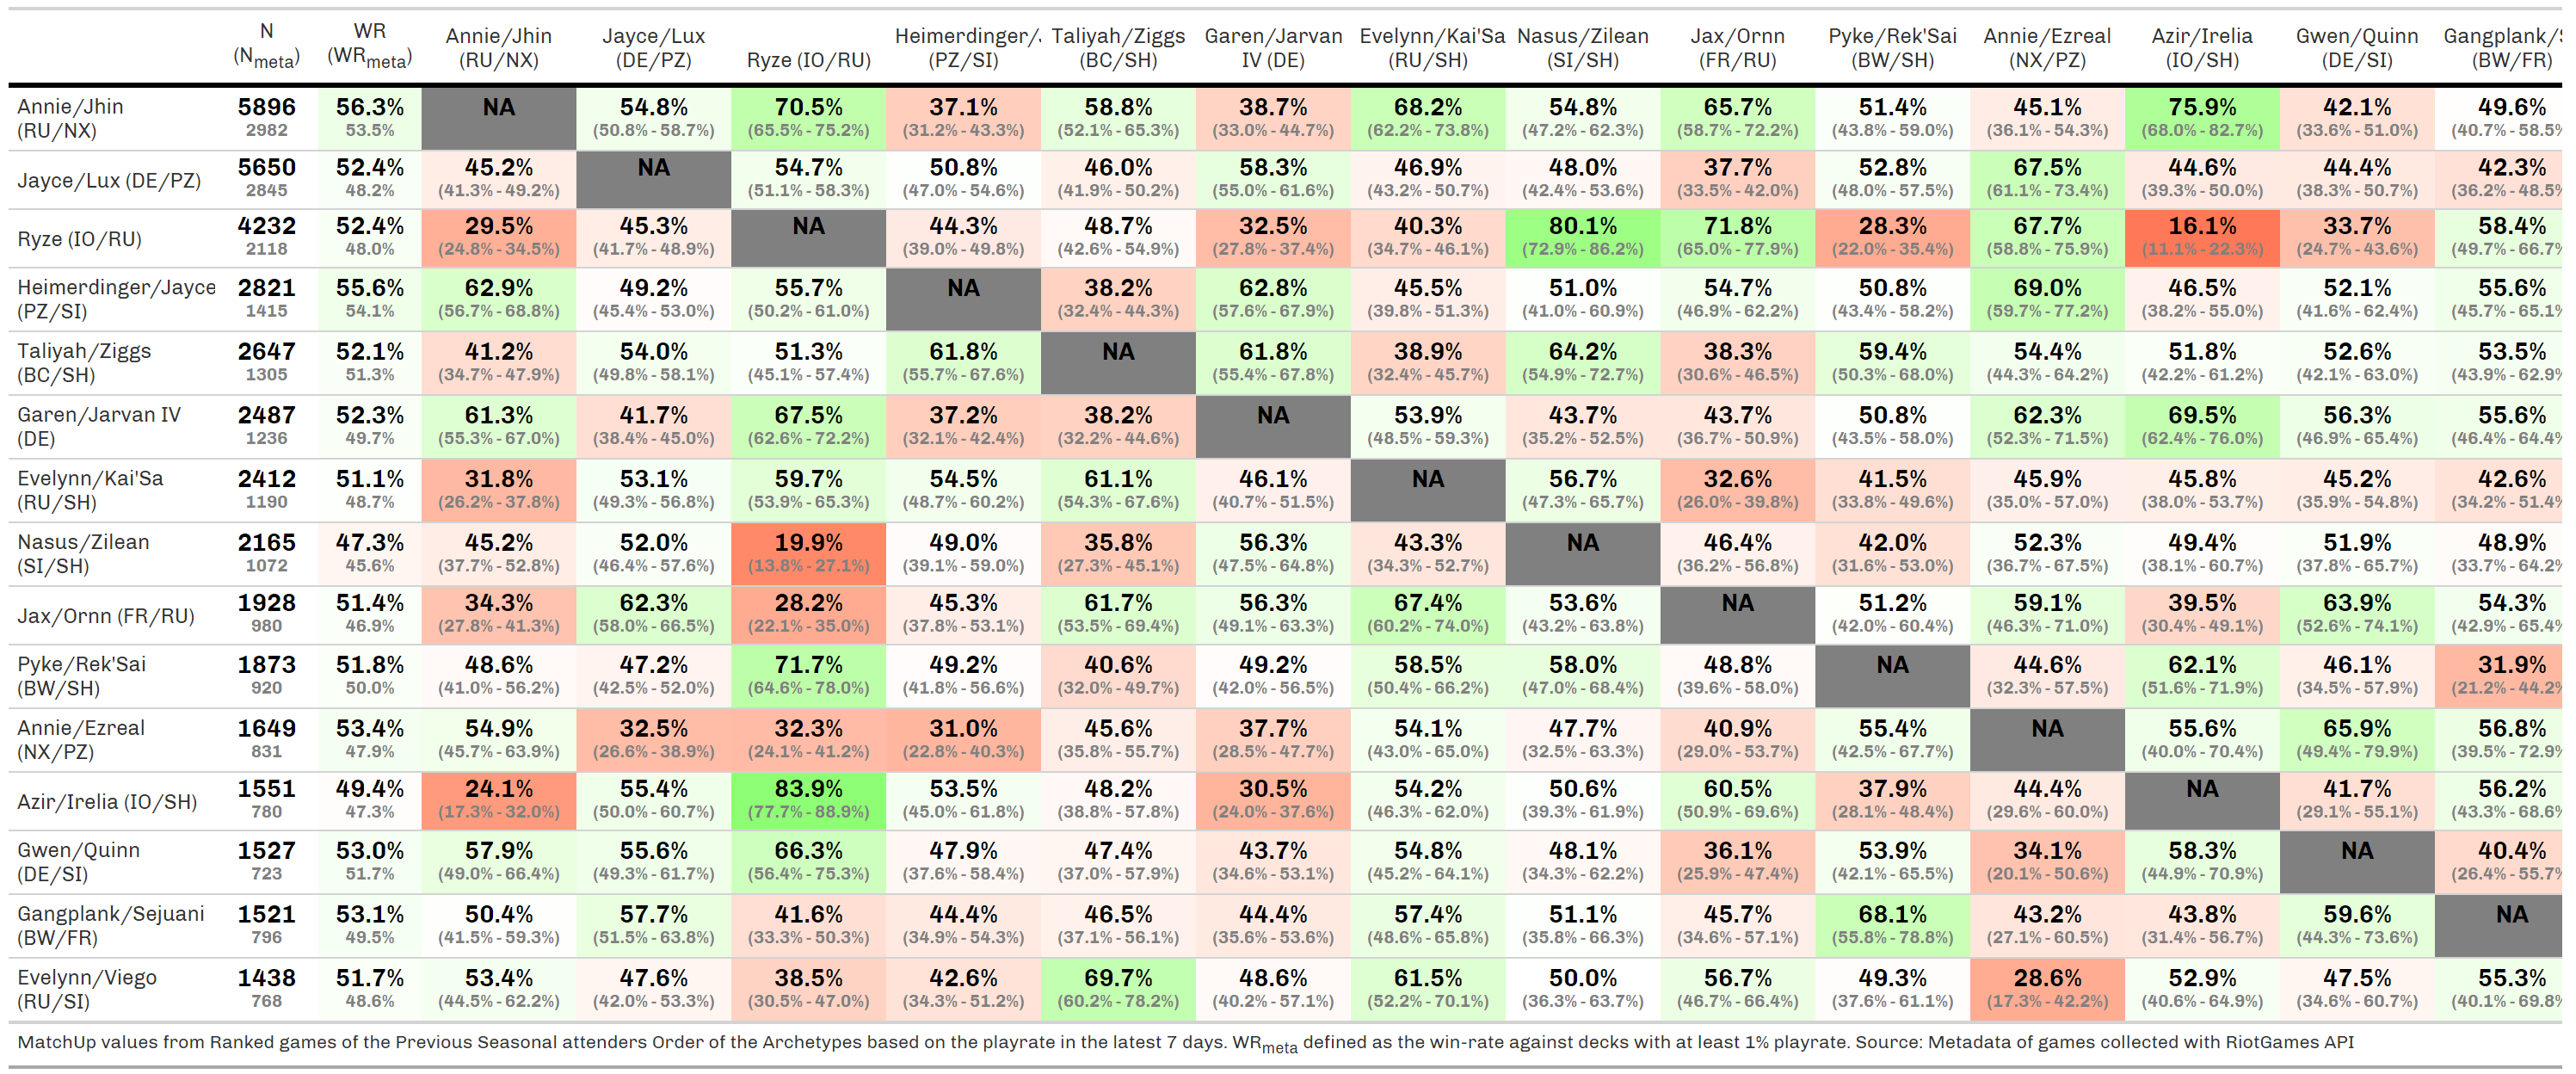 N WR Annie/Jhin Jayce/Lux Heimerdinger/ Taliyah/Ziggs Garen/Jarvan Evelynn/Kai'Sa Nasus/Zilean Jax/Ornn Pyke/Rek'Sai Annie/Ezreal Azir/Irelia Gwen/Quinn Gangplank/
(Nmeta) (WRmeta) (RU/NX) (DE/PZ) Ryze (IO/RU) (PZ/SI) (BC/SH) IV (DE) (RU/SH) (SI/SH) (FR/RU) (BW/SH) (NX/PZ) (IO/SH) (DE/SI) (BW/FR)
Annie/Jhin 5896 56.3% NA 54.8% 70.5% 37.1% 58.8% 38.7% 68.2% 54.8% 65.7% 51.4% 45.1% 75.9% 42.1% 49.6%
(RU/NX) 2982 53.5% (50.8% - 58.7%) (65.5% - 75.2%) (31.2% - 43.3%) (52.1% - 65.3%) (33.0% - 44.7%) (62.2% - 73.8%) (47.2% - 62.3%) (58.7% - 72.2%) (43.8% - 59.0%) (36.1% - 54.3%) (68.0% - 82.7%) (33.6% - 51.0%) (40.7% - 58.5%
Jayce/Lux (DE/PZ) 5650 52.4% 45.2% NA 54.7% 50.8% 46.0% 58.3% 46.9% 48.0% 37.7% 52.8% 67.5% 44.6% 44.4% 42.3%
2845 48.2% (41.3% - 49.2%) (51.1% - 58.3%) (47.0% - 54.6%) (41.9% - 50.2%) (55.0% - 61.6%) (43.2% - 50.7%) (42.4% - 53.6%) (33.5% - 42.0%) (48.0% - 57.5%) (61.1% - 73.4%) (39.3% - 50.0%) (38.3% - 50.7%) (36.2% - 48.5%
Ryze (IO/RU) 4232 52.4% 29.5% 45.3% NA 44.3% 48.7% 32.5% 40.3% 80.1% 71.8% 28.3% 67.7% 16.1% 33.7% 58.4%
2118 48.0% (24.8% - 34.5%) (41.7% - 48.9%) (39.0% - 49.8%) (42.6% - 54.9%) (27.8% - 37.4%) (34.7% - 46.1%) (72.9% - 86.2%) (65.0% - 77.9%) (22.0% - 35.4%) (58.8% - 75.9%) (11.1% - 22.3%) (24.7% - 43.6%) (49.7% - 66.7%
Heimerdinger/Jayce 2821 55.6% 62.9% 49.2% 55.7% NA 38.2% 62.8% 45.5% 51.0% 54.7% 50.8% 69.0% 46.5% 52.1% 55.6%
(PZ/SI) 1415 54.1% (56.7% - 68.8%) (45.4% - 53.0%) (50.2% - 61.0%) (32.4% - 44.3%) (57.6% - 67.9%) (39.8% - 51.3%) (41.0% - 60.9%) (46.9% - 62.2%) (43.4% - 58.2%) (59.7% - 77.2%) (38.2% - 55.0%) (41.6% - 62.4%) (45.7% - 65.1%
Taliyah/Ziggs 2647 52.1% 41.2% 54.0% 51.3% 61.8% NA 61.8% 38.9% 64.2% 38.3% 59.4% 54.4% 51.8% 52.6% 53.5%
(BC/SH) 1305 51.3% (34.7% - 47.9%) (49.8% - 58.1%) (45.1% - 57.4%) (55.7% - 67.6%) (55.4% - 67.8%) (32.4% - 45.7%) (54.9% - 72.7%) (30.6% - 46.5%) (50.3% - 68.0%) (44.3% - 64.2%) (42.2% - 61.2%) (42.1% - 63.0%) (43.9% - 62.9%
Garen/Jarvan IV 2487 52.3% 61.3% 41.7% 67.5% 37.2% 38.2% NA 53.9% 43.7% 43.7% 50.8% 62.3% 69.5% 56.3% 55.6%
(DE) 1236 49.7% (55.3% - 67.0%) (38.4% - 45.0%) (62.6% - 72.2%) (32.1% - 42.4%) (32.2% - 44.6%) (48.5% - 59.3%) (35.2% - 52.5%) (36.7% - 50.9%) (43.5% - 58.0%) (52.3% - 71.5%) (62.4% - 76.0%) (46.9% - 65.4%) (46.4% - 64.4%
Evelynn/Kai'Sa 2412 51.1% 31.8% 53.1% 59.7% 54.5% 61.1% 46.1% NA 56.7% 32.6% 41.5% 45.9% 45.8% 45.2% 42.6%
(RU/SH) 1190 48.7% (26.2% - 37.8%) (49.3% - 56.8%) (53.9% - 65.3%) (48.7% - 60.2%) (54.3% - 67.6%) (40.7% - 51.5%) (47.3% - 65.7%) (26.0% - 39.8%) (33.8% - 49.6%) (35.0% - 57.0%) (38.0% - 53.7%) (35.9% - 54.8%) (34.2% - 51.4%
Nasus/Zilean 2165 47.3% 45.2% 52.0% 19.9% 49.0% 35.8% 56.3% 43.3% NA 46.4% 42.0% 52.3% 49.4% 51.9% 48.9%
(SI/SH) 1072 45.6% (37.7% - 52.8%) (46.4% - 57.6%) (13.8% - 27.1%) (39.1% - 59.0%) (27.3% - 45.1%) (47.5% - 64.8%) (34.3% - 52.7%) (36.2% - 56.8%) (31.6% - 53.0%) (36.7% - 67.5%) (38.1% - 60.7%) (37.8% - 65.7%) (33.7% - 64.2%
Jax/Ornn (FR/RU) 1928 51.4% 34.3% 62.3% 28.2% 45.3% 61.7% 56.3% 67.4% 53.6% NA 51.2% 59.1% 39.5% 63.9% 54.3%
980 46.9% (27.8% - 41.3%) (58.0% - 66.5%) (22.1% - 35.0%) (37.8% - 53.1%) (53.5% - 69.4%) (49.1% - 63.3%) (60.2% - 74.0%) (43.2% - 63.8%) (42.0% - 60.4%) (46.3% - 71.0%) (30.4% - 49.1%) (52.6% - 74.1%) (42.9% - 65.4%
Pyke/Rek'Sai 1873 51.8% 48.6% 47.2% 71.7% 49.2% 40.6% 49.2% 58.5% 58.0% 48.8% NA 44.6% 62.1% 46.1% 31.9%
(BW/SH) 920 50.0% (41.0% - 56.2%) (42.5% - 52.0%) (64.6% - 78.0%) (41.8% - 56.6%) (32.0% - 49.7%) (42.0% - 56.5%) (50.4% - 66.2%) (47.0% - 68.4%) (39.6% - 58.0%) (32.3% - 57.5%) (51.6% - 71.9%) (34.5% - 57.9%) (21.2% - 44.2%
Annie/Ezreal 1649 53.4% 54.9% 32.5% 32.3% 31.0% 45.6% 37.7% 54.1% 47.7% 40.9% 55.4% NA 55.6% 65.9% 56.8%
(NX/PZ) 831 47.9% (45.7% - 63.9%) (26.6% - 38.9%) (24.1% - 41.2%) (22.8% - 40.3%) (35.8% - 55.7%) (28.5% - 47.7%) (43.0% - 65.0%) (32.5% - 63.3%) (29.0% - 53.7%) (42.5% - 67.7%) (40.0% - 70.4%) (49.4% - 79.9%) (39.5% - 72.9%
Azir/Irelia (IO/SH) 1551 49.4% 24.1% 55.4% 83.9% 53.5% 48.2% 30.5% 54.2% 50.6% 60.5% 37.9% 44.4% NA 41.7% 56.2%
780 47.3% (17.3% - 32.0%) (50.0% - 60.7%) (77.7% - 88.9%) (45.0% - 61.8%) (38.8% - 57.8%) (24.0% - 37.6%) (46.3% - 62.0%) (39.3% - 61.9%) (50.9% - 69.6%) (28.1% - 48.4%) (29.6% - 60.0%) (29.1% - 55.1%) (43.3% - 68.6%
Gwen/Quinn 1527 53.0% 57.9% 55.6% 66.3% 47.9% 47.4% 43.7% 54.8% 48.1% 36.1% 53.9% 34.1% 58.3% NA 40.4%
(DE/SI) 723 51.7% (49.0% - 66.4%) (49.3% - 61.7%) (56.4% - 75.3%) (37.6% - 58.4%) (37.0% - 57.9%) (34.6% - 53.1%) (45.2% - 64.1%) (34.3% - 62.2%) (25.9% - 47.4%) (42.1% - 65.5%) (20.1% - 50.6%) (44.9% - 70.9%) (26.4% - 55.7%
Gangplank/Sejuani 1521 53.1% 50.4% 57.7% 41.6% 44.4% 46.5% 44.4% 57.4% 51.1% 45.7% 68.1% 43.2% 43.8% 59.6% NA
(BW/FR) 796 49.5% (41.5% - 59.3%) (51.5% - 63.8%) (33.3% - 50.3%) (34.9% - 54.3%) (37.1% - 56.1%) (35.6% - 53.6%) (48.6% - 65.8%) (35.8% - 66.3%) (34.6% - 57.1%) (55.8% - 78.8%) (27.1% - 60.5%) (31.4% - 56.7%) (44.3% - 73.6%)
Evelynn/Viego 1438 51.7% 53.4% 47.6% 38.5% 42.6% 69.7% 48.6% 61.5% 50.0% 56.7% 49.3% 28.6% 52.9% 47.5% 55.3%
(RU/SI) 768 48.6% (44.5% - 62.2%) (42.0% - 53.3%) (30.5% - 47.0%) (34.3% - 51.2%) (60.2% - 78.2%) (40.2% - 57.1%) (52.2% - 70.1%) (36.3% - 63.7%) (46.7% - 66.4%) (37.6% - 61.1%) (17.3% - 42.2%) (40.6% - 64.9%) (34.6% - 60.7%) (40.1% - 69.8%
MatchUp values from Ranked games of the Previous Seasonal attenders Order of the Archetypes based on the playrate in the latest 7 days. WRmeta defined as the win-rate against decks with at least 1% playrate. Source: Metadata of games collected with RiotGames API